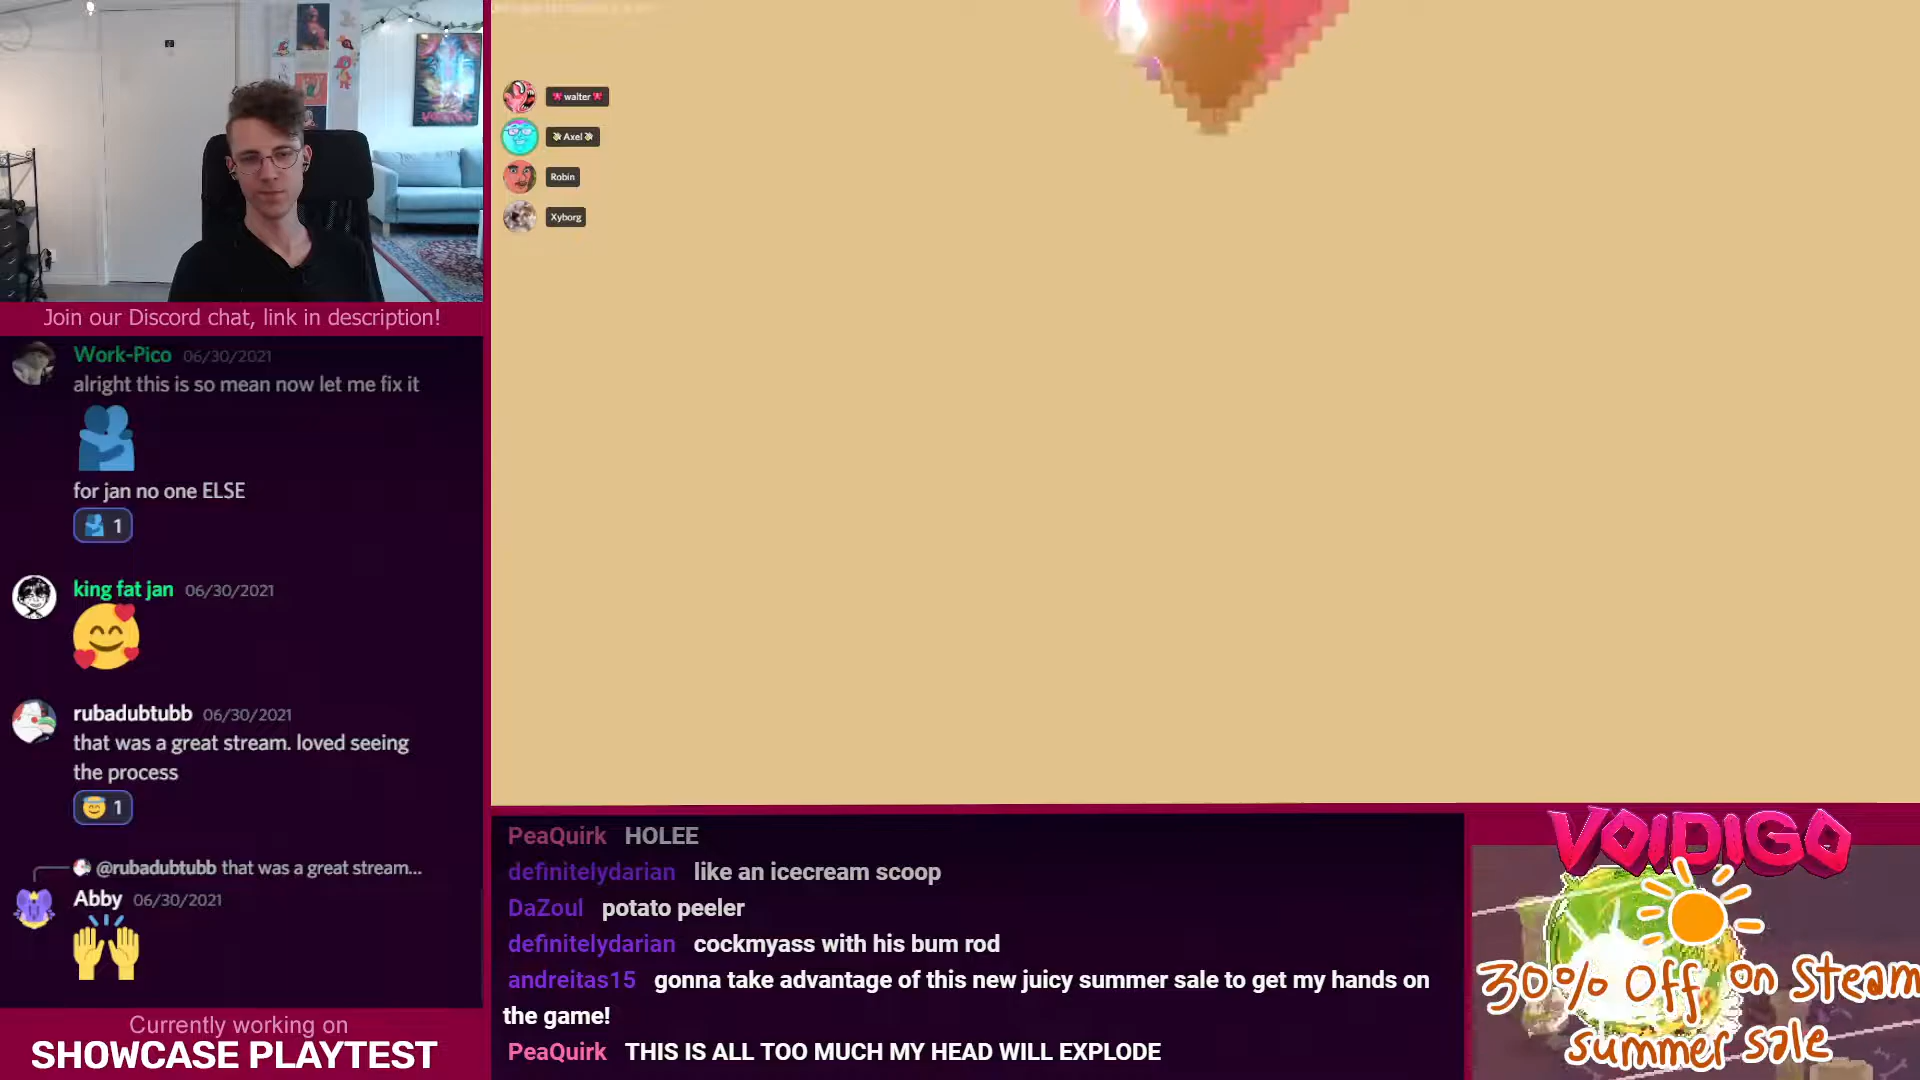 walter
Axel
Robin
Xyborg
Join our Discord chat, link in description!
Work-Pico 06/30/2021
alright this is so mean now let me fix it
for jan no one ELSE
1
king fat jan 06/30/2021
rubadubtubb 06/30/2021
that was a great stream. loved seeing
the process
1
@rubadubtubb that was a great stream...
Abby 06/30/2021
Currently working on
SHOWCASE PLAYTEST
PeaQuirk HOLEE
definitelydarian like an icecream scoop
DaZoul potato peeler
definitelydarian cockmyass with his bum rod
andreitas15 gonna take advantage of this new juicy summer sale to get my hands on
the game!
PeaQuirk THIS IS ALL TOO MUCH MY HEAD WILL EXPLODE
VOIDIGO
30% Off on Steam
summer sale